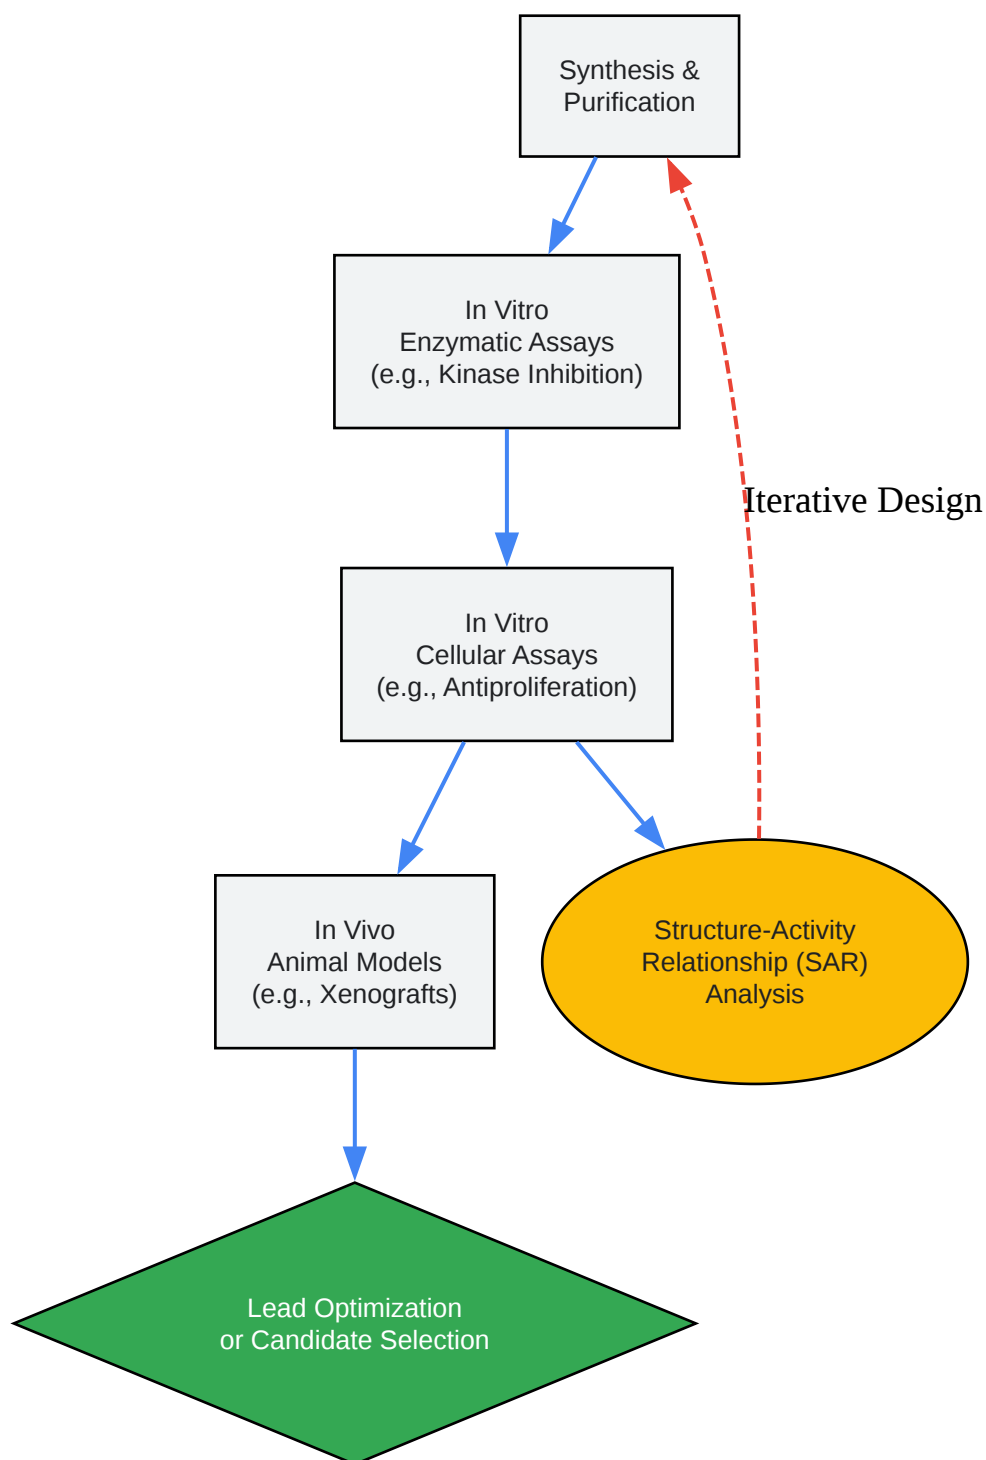 Synthesis &
Purification
In Vitro
Enzymatic Assays
(e.g., Kinase Inhibition)
Iterative Design
In Vitro
Cellular Assays
(e.g., Antiproliferation)
In Vivo
Animal Models
(e.g., Xenografts)
Structure-Activity
Relationship (SAR)
Analysis
Lead Optimization
or Candidate Selection